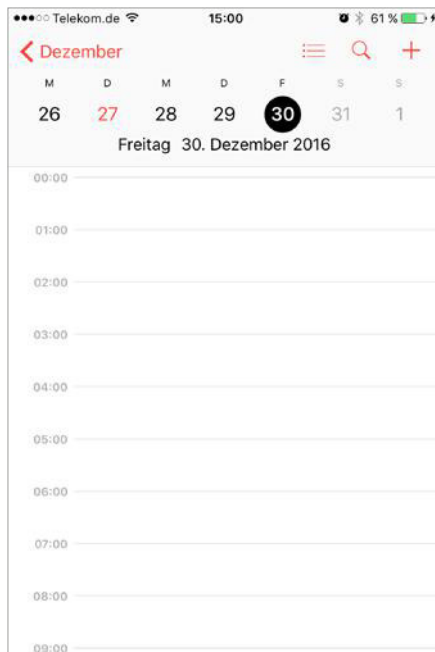 Telekom.de 15:00 61 %
Dezember
M D M D F S S
26 27 28 29 30 31 1
Freitag 30. Dezember 2016
00:00
01:00
02:00
03:00
04:00
05:00
06:00
07:00
08:00
09:00